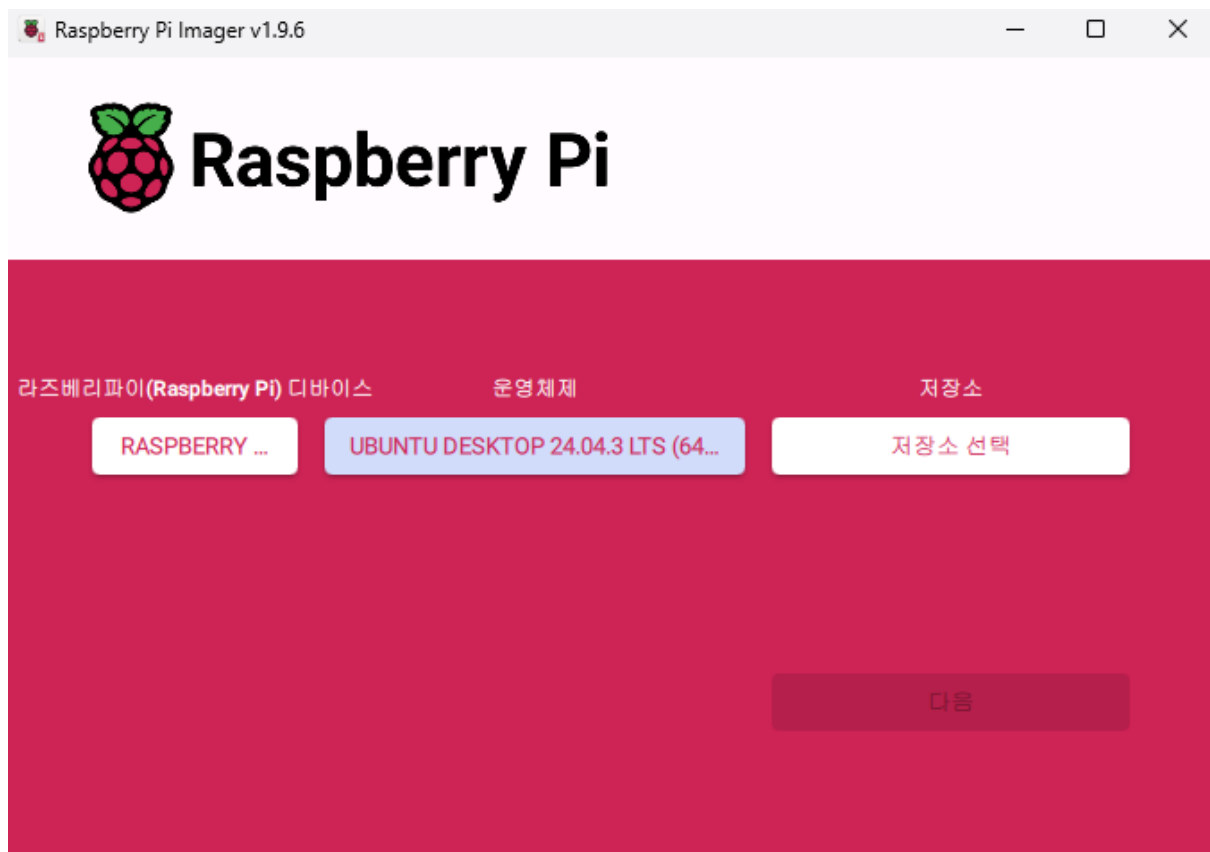 Raspberry Pi Imager v1.9.6
Raspberry Pi
라즈베리파이(Raspberry Pi) 디바이스 운영체제 저장소
RASPBERRY ... UBUNTU DESKTOP 24.04.3 LTS (64... 저장소 선택
다음